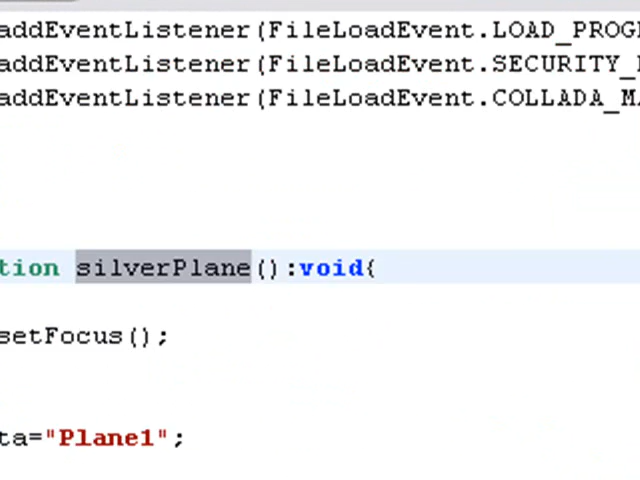 addEventListener(FileLoadEvent.LOAD_PROG
addEventListener(FileLoadEvent.SECURITY_
addEventListener(FileLoadEvent.COLLADA_M
tion silverPlane():void{
setFocus();
ta="Plane1";